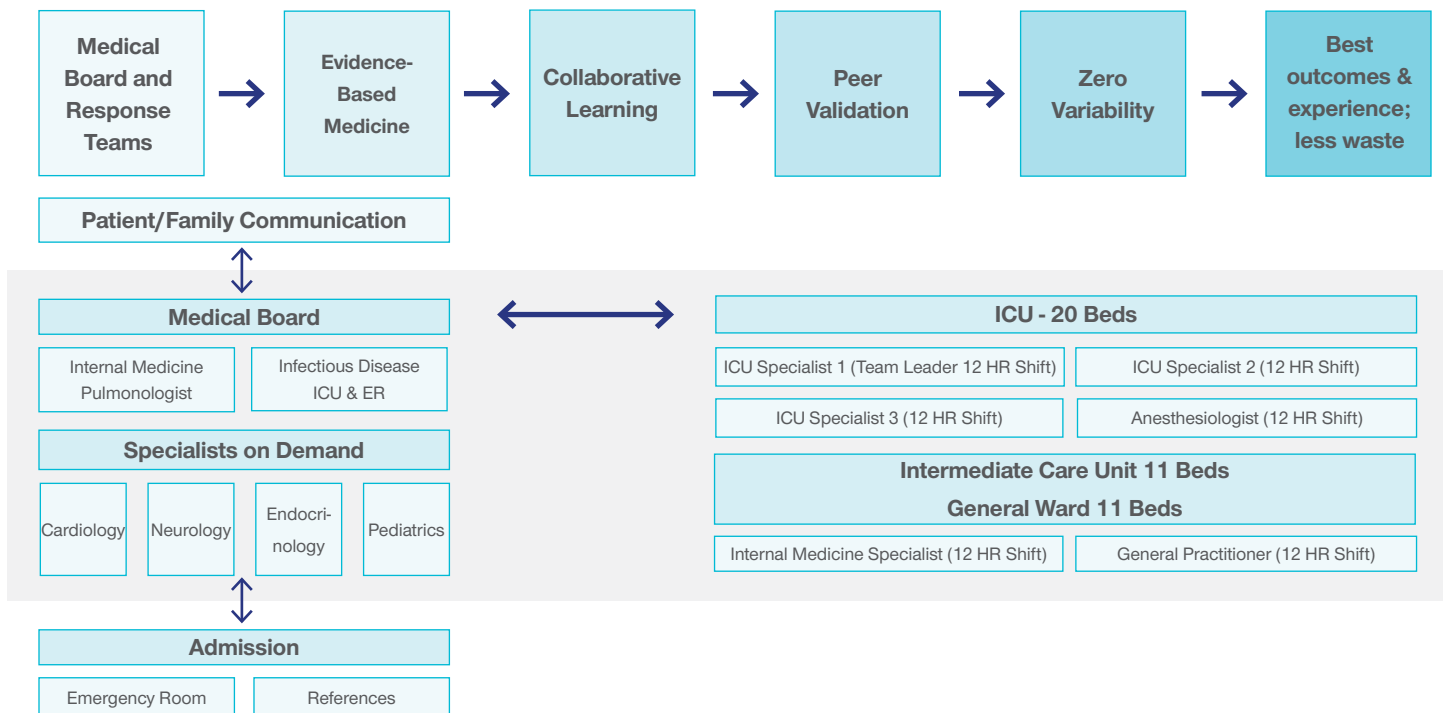 Medical
Board and
Response
Teams
Evidence-
Based
Medicine
Collaborative
Learning
Peer
Validation
Zero
Variability
Best
outcomes &
experience;
less waste
Patient/Family Communication
Medical Board
Internal Medicine
Pulmonologist
Infectious Disease
ICU & ER
Specialists on Demand
Cardiology
Neurology
Endocri-
nology
Pediatrics
Admission
Emergency Room
References
ICU - 20 Beds
ICU Specialist 1 (Team Leader 12 HR Shift)
ICU Specialist 2 (12 HR Shift)
ICU Specialist 3 (12 HR Shift)
Anesthesiologist (12 HR Shift)
Intermediate Care Unit 11 Beds
General Ward 11 Beds
Internal Medicine Specialist (12 HR Shift)
General Practitioner (12 HR Shift)